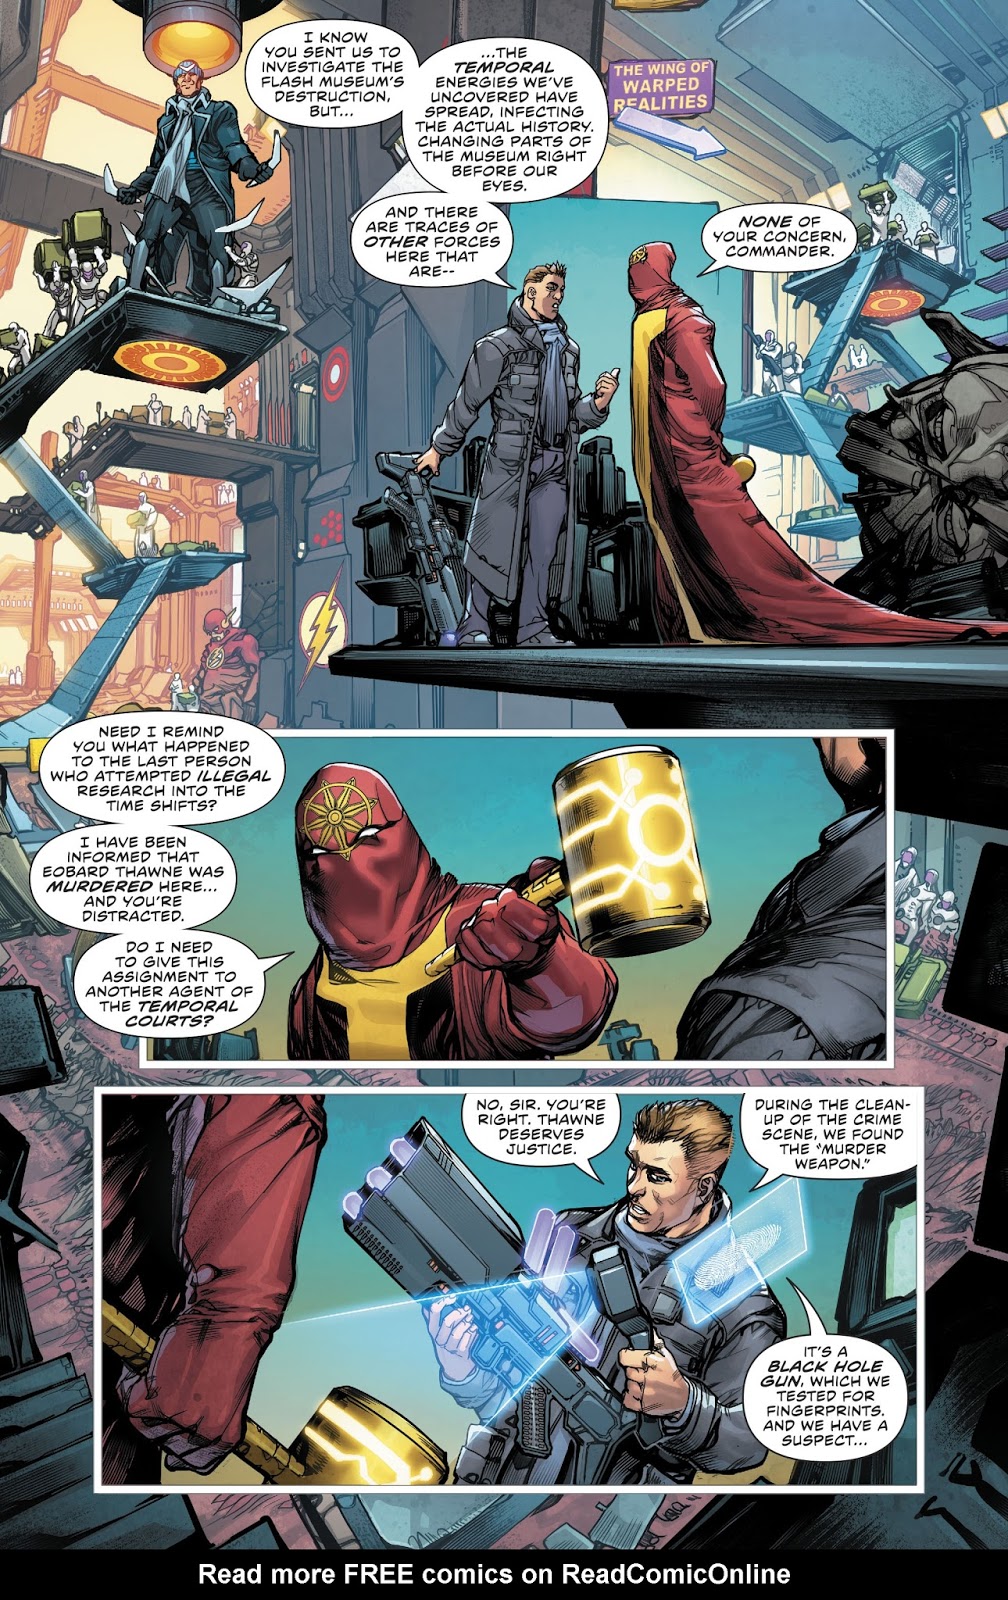 I KNOW
YOU SENT US TO
INVESTIGATE THE
FLASH MUSEUM'S
DESTRUCTION,
BUT...
...THE
TEMPORAL
ENERGIES WE'VE
UNCOVERED HAVE
SPREAD, INFECTING
THE ACTUAL HISTORY.
CHANGING PARTS OF
THE MUSEUM RIGHT
BEFORE OUR
EYES.
AND THERE
ARE TRACES OF
OTHER FORCES
HERE THAT
ARE--
THE WING OF
WARPED
REALITIES
NONE OF
YOUR CONCERN,
COMMANDER.
NEED I REMIND
YOU WHAT HAPPENED
TO THE LAST PERSON
WHO ATTEMPTED ILLEGAL
RESEARCH INTO THE
TIME SHIFTS?
I HAVE BEEN
INFORMED THAT
EOBARD THAWNE WAS
MURDERED HERE...
AND YOU'RE
DISTRACTED.
DO I NEED
TO GIVE THIS
ASSIGNMENT TO
ANOTHER AGENT OF
THE TEMPORAL
COURTS?
NO, SIR. YOU'RE
RIGHT. THAWNE
DESERVES
JUSTICE.
DURING THE CLEAN-
UP OF THE CRIME
SCENE, WE FOUND
THE "MURDER
WEAPON."
IT'S A
BLACK HOLE
GUN, WHICH WE
TESTED FOR
FINGERPRINTS.
AND WE HAVE A
SUSPECT...
Read more FREE comics on ReadComicOnline